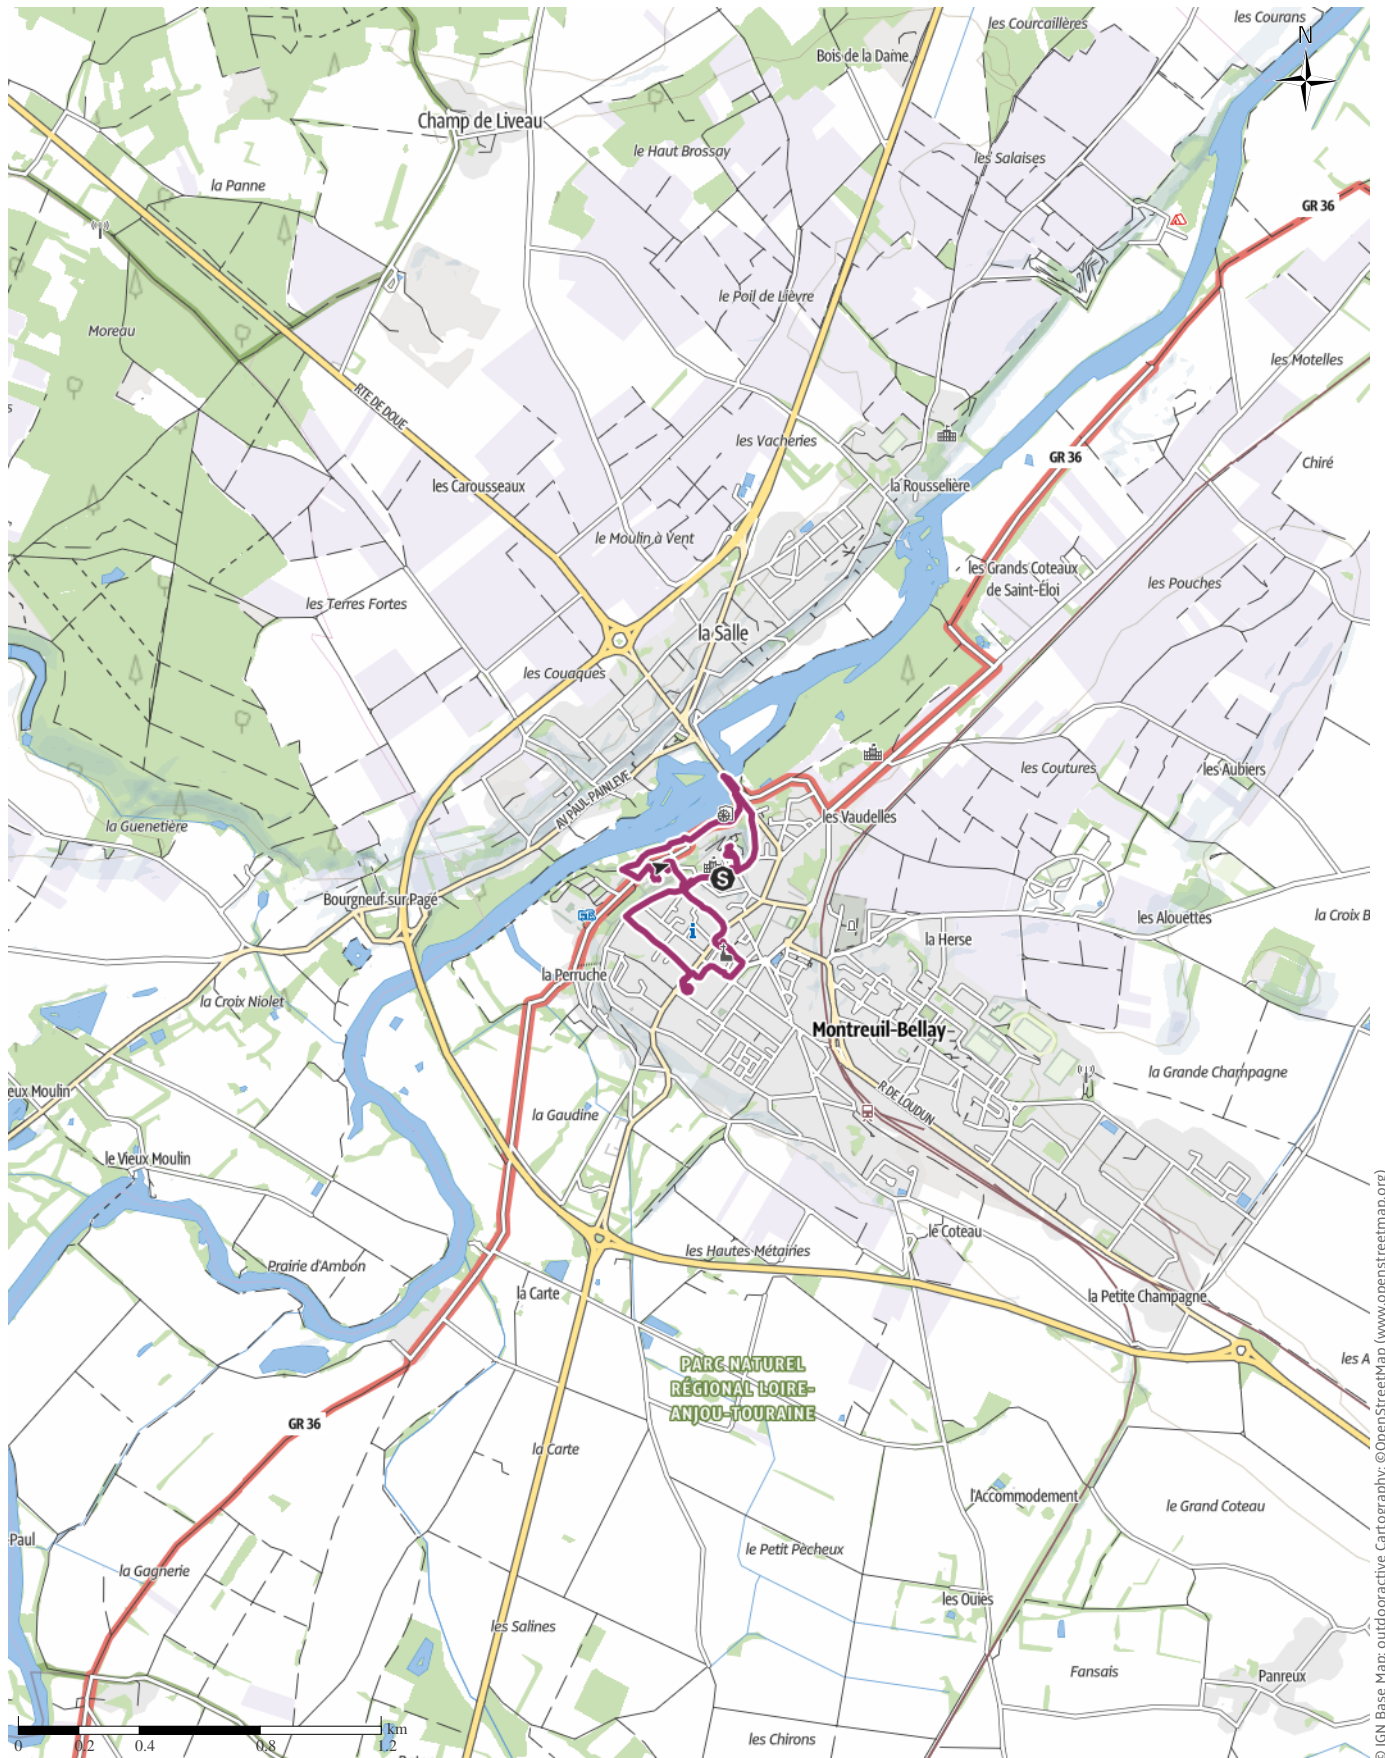 les Courcaillères
les Courans
N
Bois de la Dame
Champ de Liveau
le Haut Brossay
les Salaises
la Panne
GR 36
le Poil de Lièvre
Moreau
les Motelles
RTE DE DOUE
les Vacheries
GR 36
Chiré
les Carousseaux
la Rousselière
le Moulin à Vent
les Grands Coteaux
de Saint-Éloi
les Pouches
les Terres Fortes
la Salle
les Couaques
les Aubiers
les Coutures
AV PAUL PAINLEVE
la Guenetière
les Vaudelles
S
Bourgneuf sur Pagé
les Alouettes
la Croix B
i
la Herse
la Perruche
la Croix Niolet
Montreuil-Bellay
eux Moulin
la Grande Champagne
R DE LOUDUN
la Gaudine
le Vieux Moulin
le Coteau
les Hautes Métairies
Prairie d'Ambon
la Carte
la Petite Champagne
PARC NATUREL
RÉGIONAL LOIRE-
ANJOU-TOURAINE
les A
GR 36
la Carte
l'Accommodement
le Grand Coteau
-Paul
le Petit Pêcheux
la Gagnerie
les Ouies
les Salines
Fansais
Panreux
les Chirons
km
0 0.2 0.4 0.8 1.2
IGN Base Map: outdooractive Cartography: ©OpenStreetMap (www.openstreetmap.org)